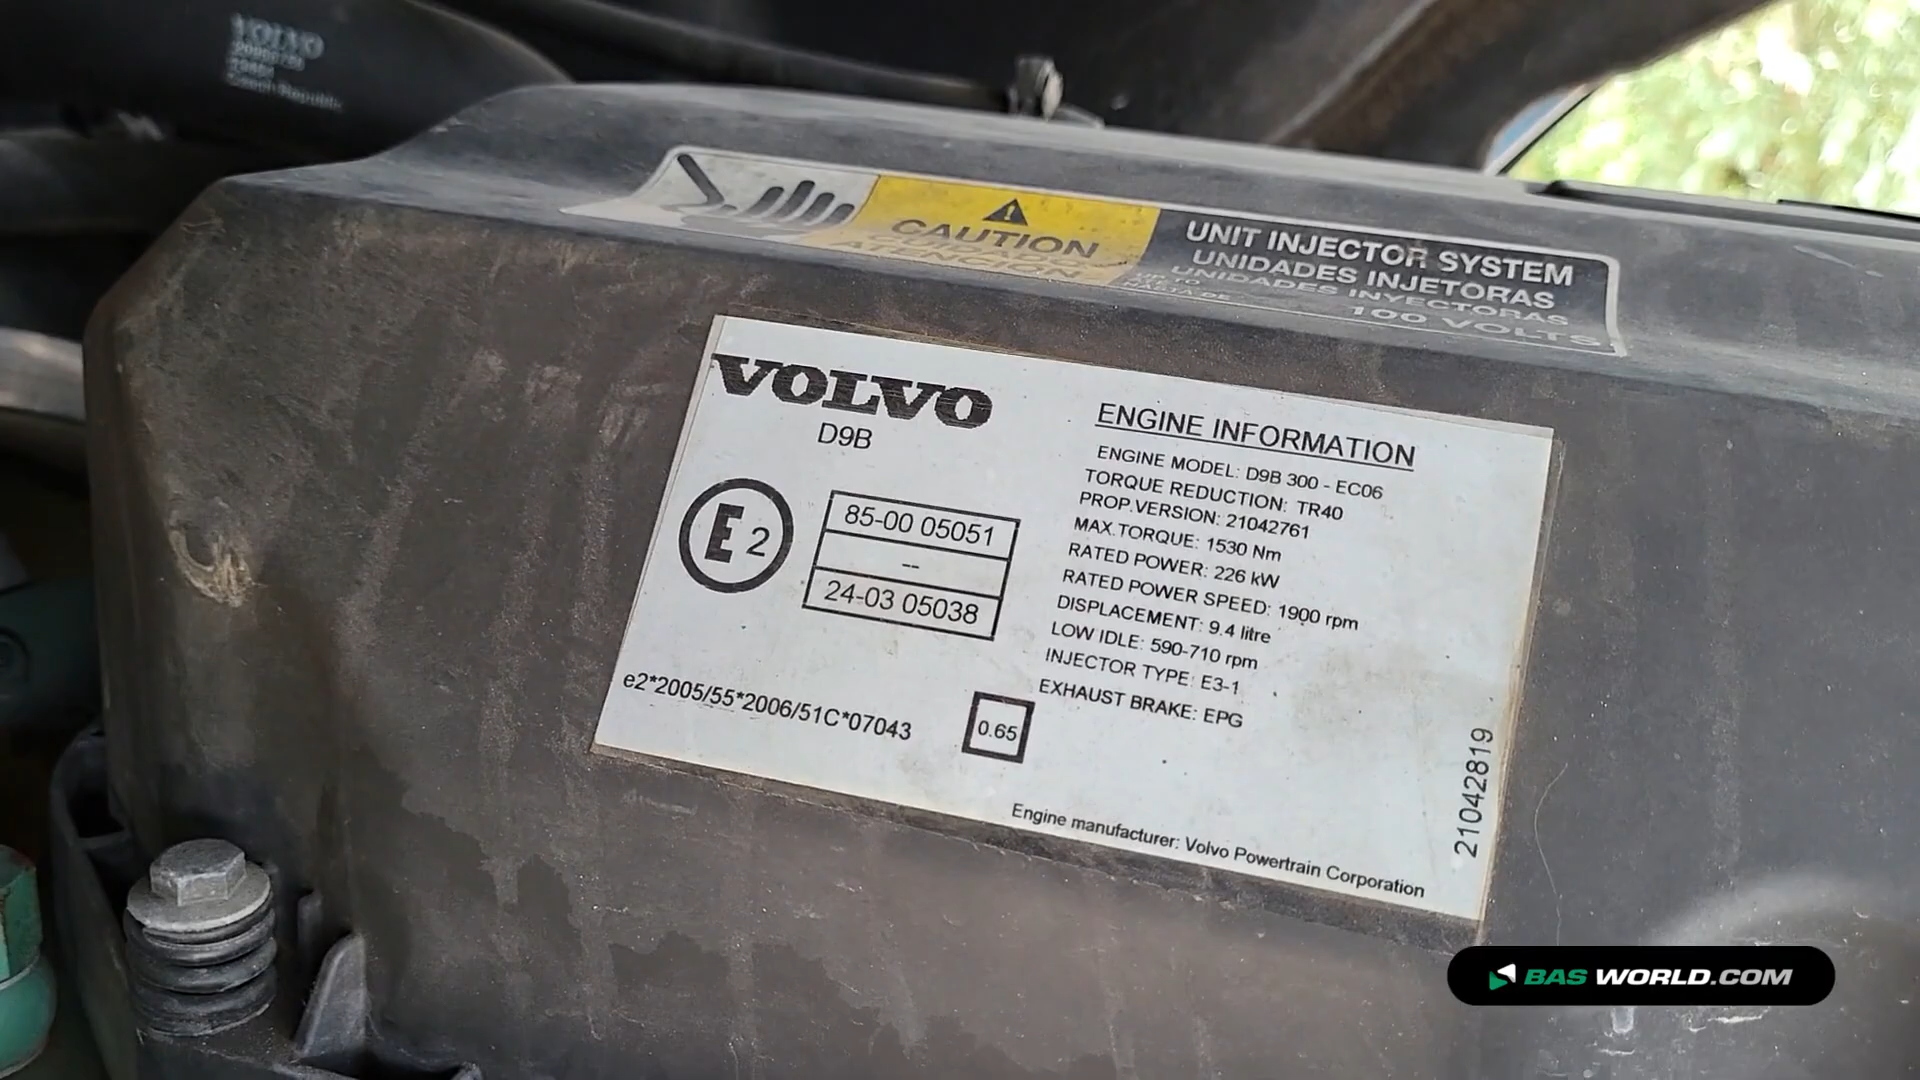 VOLVO
Czech Republic
CAUTION
CUIDADO
ATENCIÓN
UNIT INJECTOR SYSTEM
UNIDADES INJETORAS
UNIDADES INYECTORAS
100 VOLTS
VOLVO
D9B
E2
85-00 05051
--
24-03 05038
e2*2005/55*2006/51C*07043
0.65
ENGINE INFORMATION
ENGINE MODEL: D9B 300 - EC06
TORQUE REDUCTION: TR40
PROP.VERSION: 21042761
MAX.TORQUE: 1530 Nm
RATED POWER: 226 kW
RATED POWER SPEED: 1900 rpm
DISPLACEMENT: 9.4 litre
LOW IDLE: 590-710 rpm
INJECTOR TYPE: E3-1
EXHAUST BRAKE: EPG
21042819
Engine manufacturer: Volvo Powertrain Corporation
BAS WORLD.COM